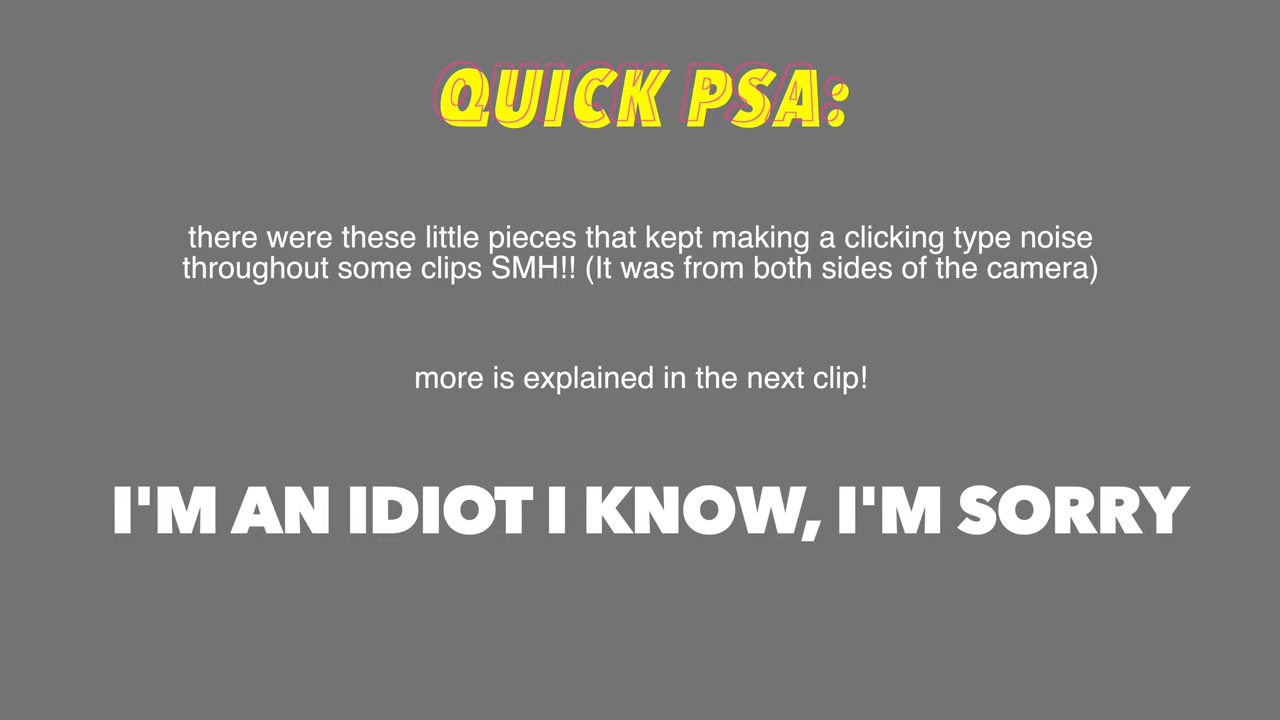 QUICK PSA:
there were these little pieces that kept making a clicking type noise
throughout some clips SMH!! (It was from both sides of the camera)
more is explained in the next clip!
I'M AN IDIOT I KNOW, I'M SORRY